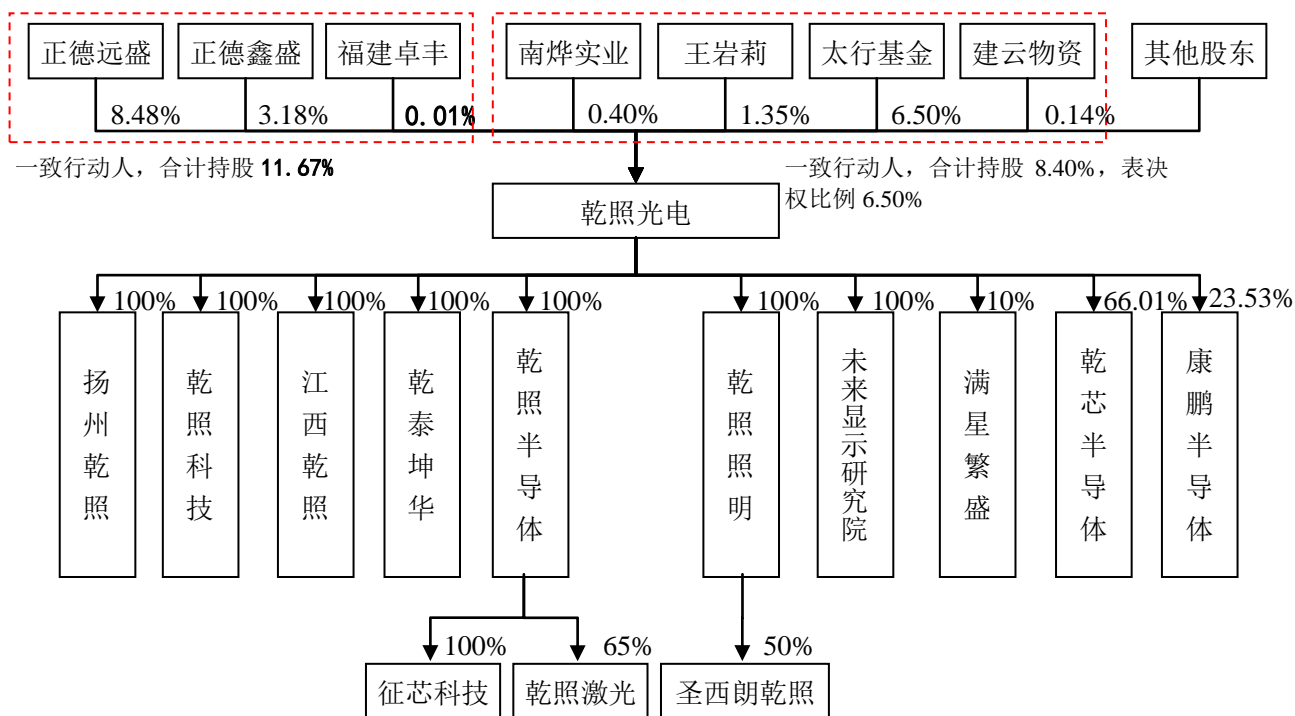 正德远盛
正德鑫盛
福建卓丰
南烨实业
王岩莉
太行基金
建云物资
其他股东
8.48%
3.18%
0.01%
0.40%
1.35%
6.50%
0.14%
一致行动人，合计持股 11.67%
一致行动人，合计持股 8.40%，表决
权比例 6.50%
乾照光电
100%
100%
100%
100%
100%
100%
100%
10%
66.01%
23.53%
扬州乾照
乾照科技
江西乾照
乾泰坤华
乾照半导体
乾照照明
未来显示研究院
满星繁盛
乾芯半导体
康鹏半导体
100%
65%
50%
征芯科技
乾照激光
圣西朗乾照